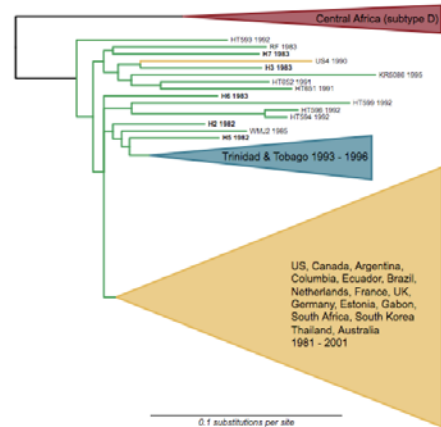 Central Africa (subtype D)
HT593 1992
RF 1983
H7 1983
US4 1990
H3 1983
KR5086 1995
HT652 1991
HT651 1991
H6 1983
HT599 1992
HT596 1992
HT594 1992
H2 1982
WMJ2 1985
H5 1982
Trinidad & Tobago 1993 - 1996
US, Canada, Argentina,
Columbia, Ecuador, Brazil,
Netherlands, France, UK,
Germany, Estonia, Gabon,
South Africa, South Korea
Thailand, Australia
1981 - 2001
0.1 substitutions per site